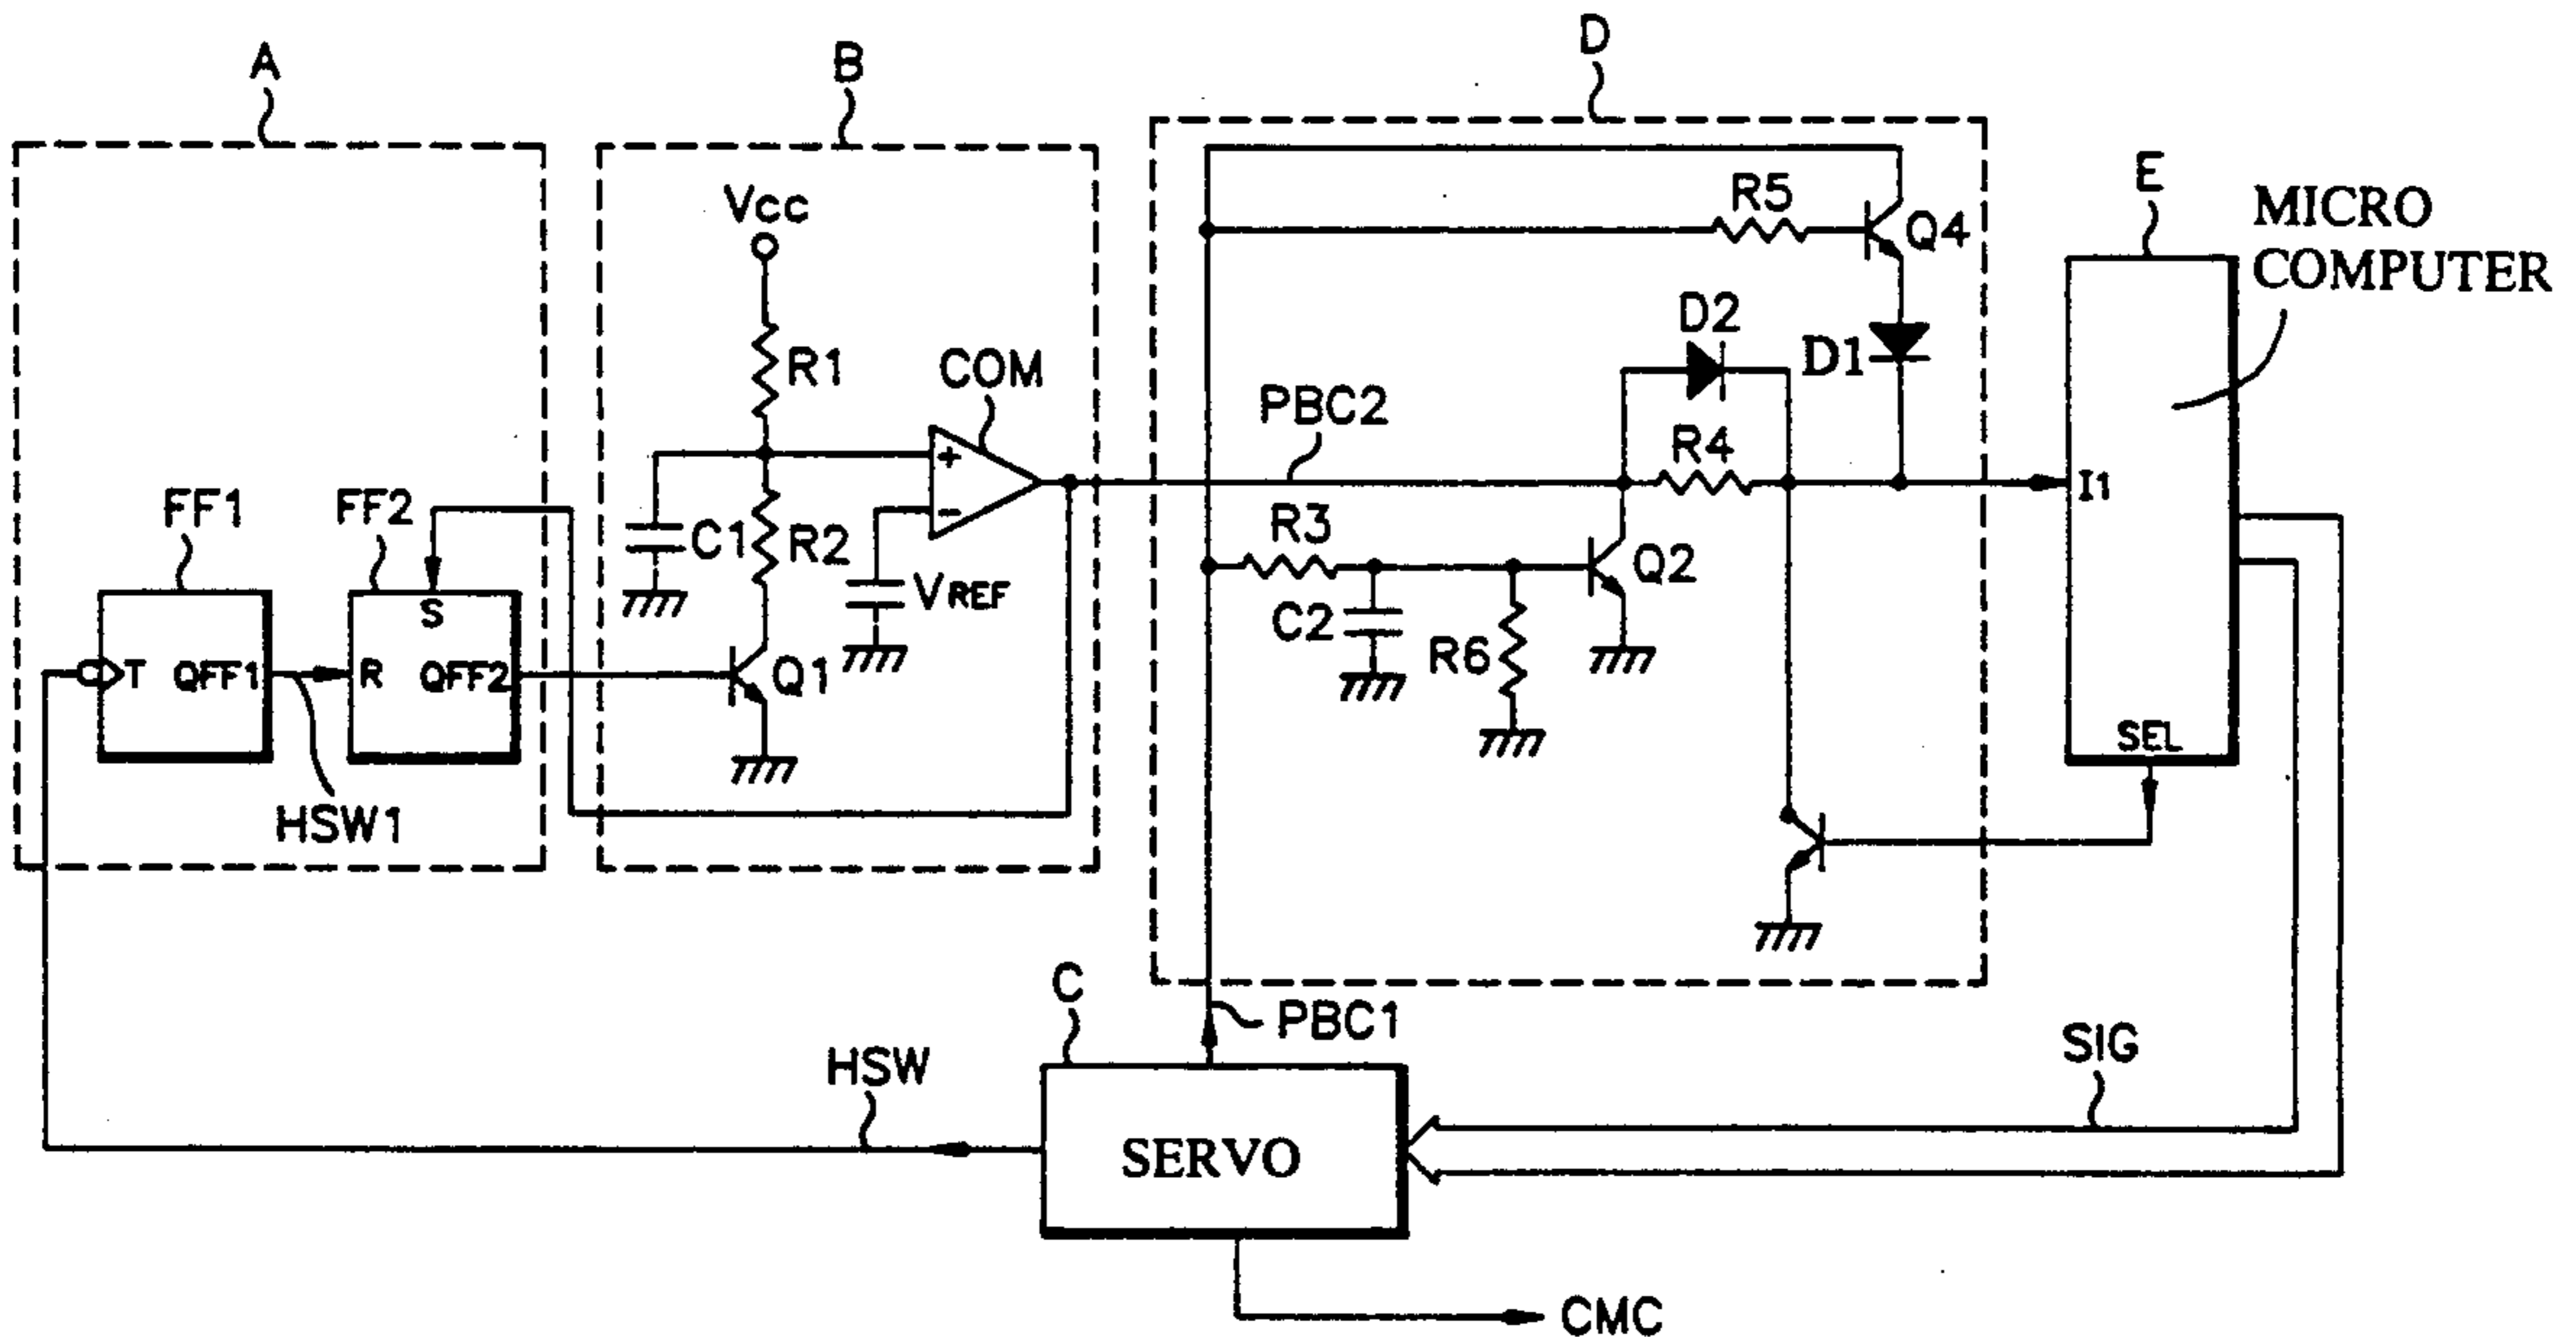 A
B
D
Vcc
R5
Q4
E
MICRO
COMPUTER
D2
D1
R1
COM
PBC2
R4
I1
FF1
FF2
C1
R2
VREF
R3
Q2
S
C2
R6
T
QFF1
R
QFF2
Q1
SEL
HSW1
C
PBC1
HSW
SIG
SERVO
CMC
+
-